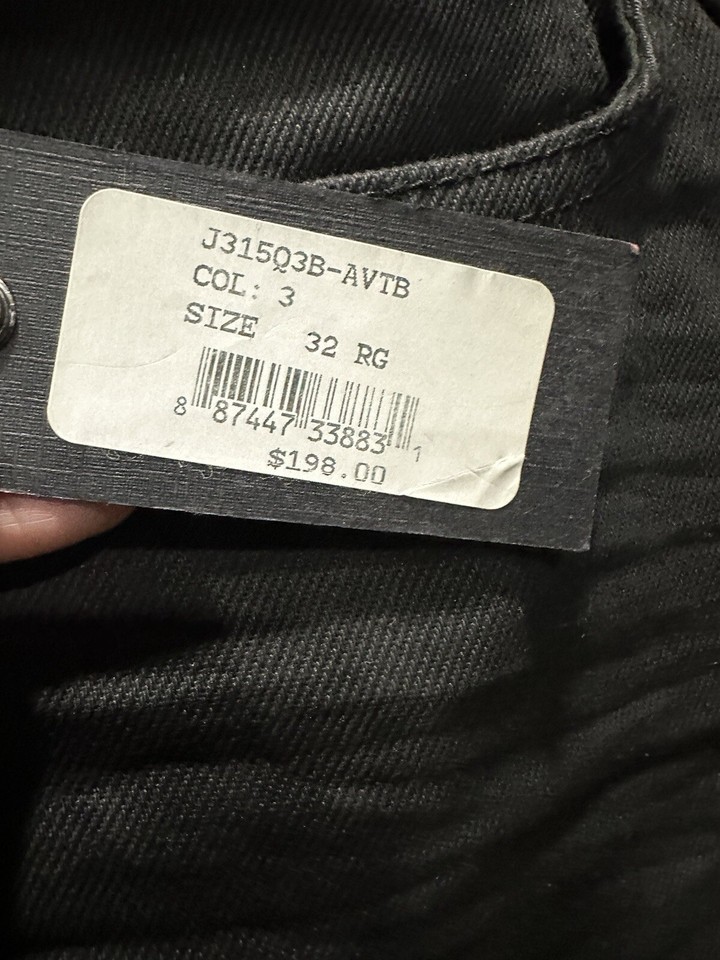 J315Q3B-AVTB
COL: 3
SIZE 32 RG
8 87447 33883 1
$198.00